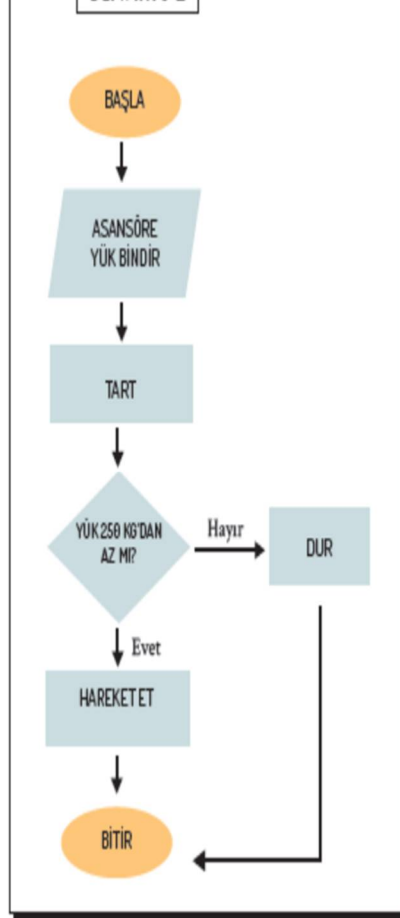 BAŞLA
ASANSÖRE
YÜK BİNDİR
TART
YÜK 250 KG'DAN
AZ MI?
Hayır
DUR
Evet
HAREKET ET
BİTİR